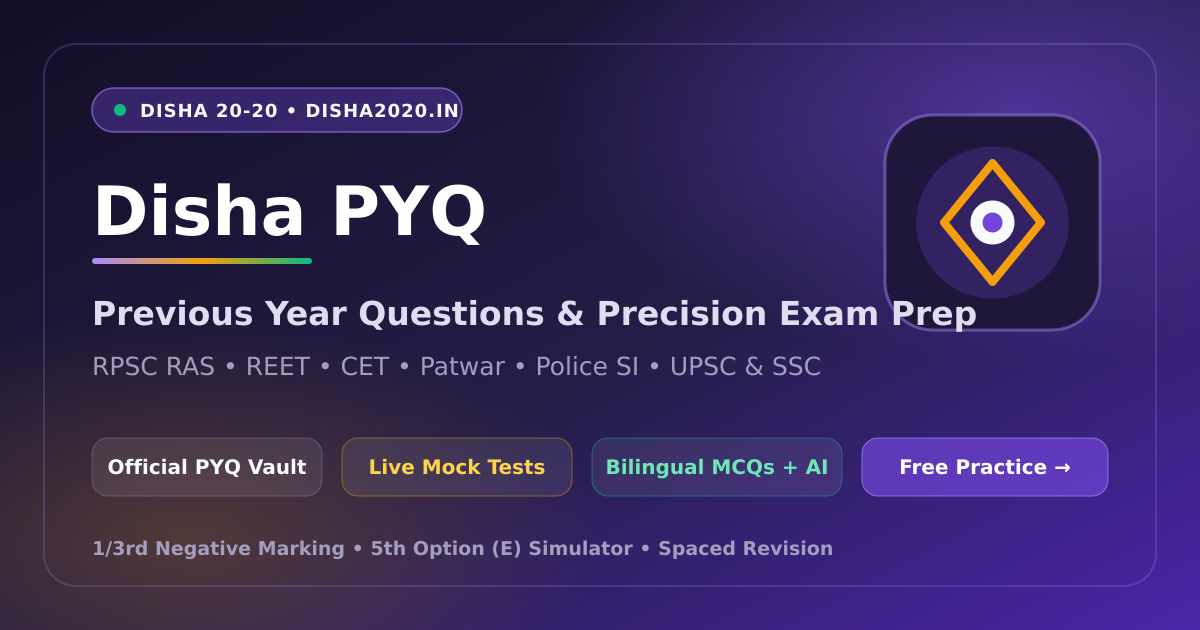 DISHA 20-20 • DISHA2020.IN
Disha PYQ
Previous Year Questions & Precision Exam Prep
RPSC RAS • REET • CET • Patwar • Police SI • UPSC & SSC
Official PYQ Vault
Live Mock Tests
Bilingual MCQs + AI
Free Practice →
1/3rd Negative Marking • 5th Option (E) Simulator • Spaced Revision